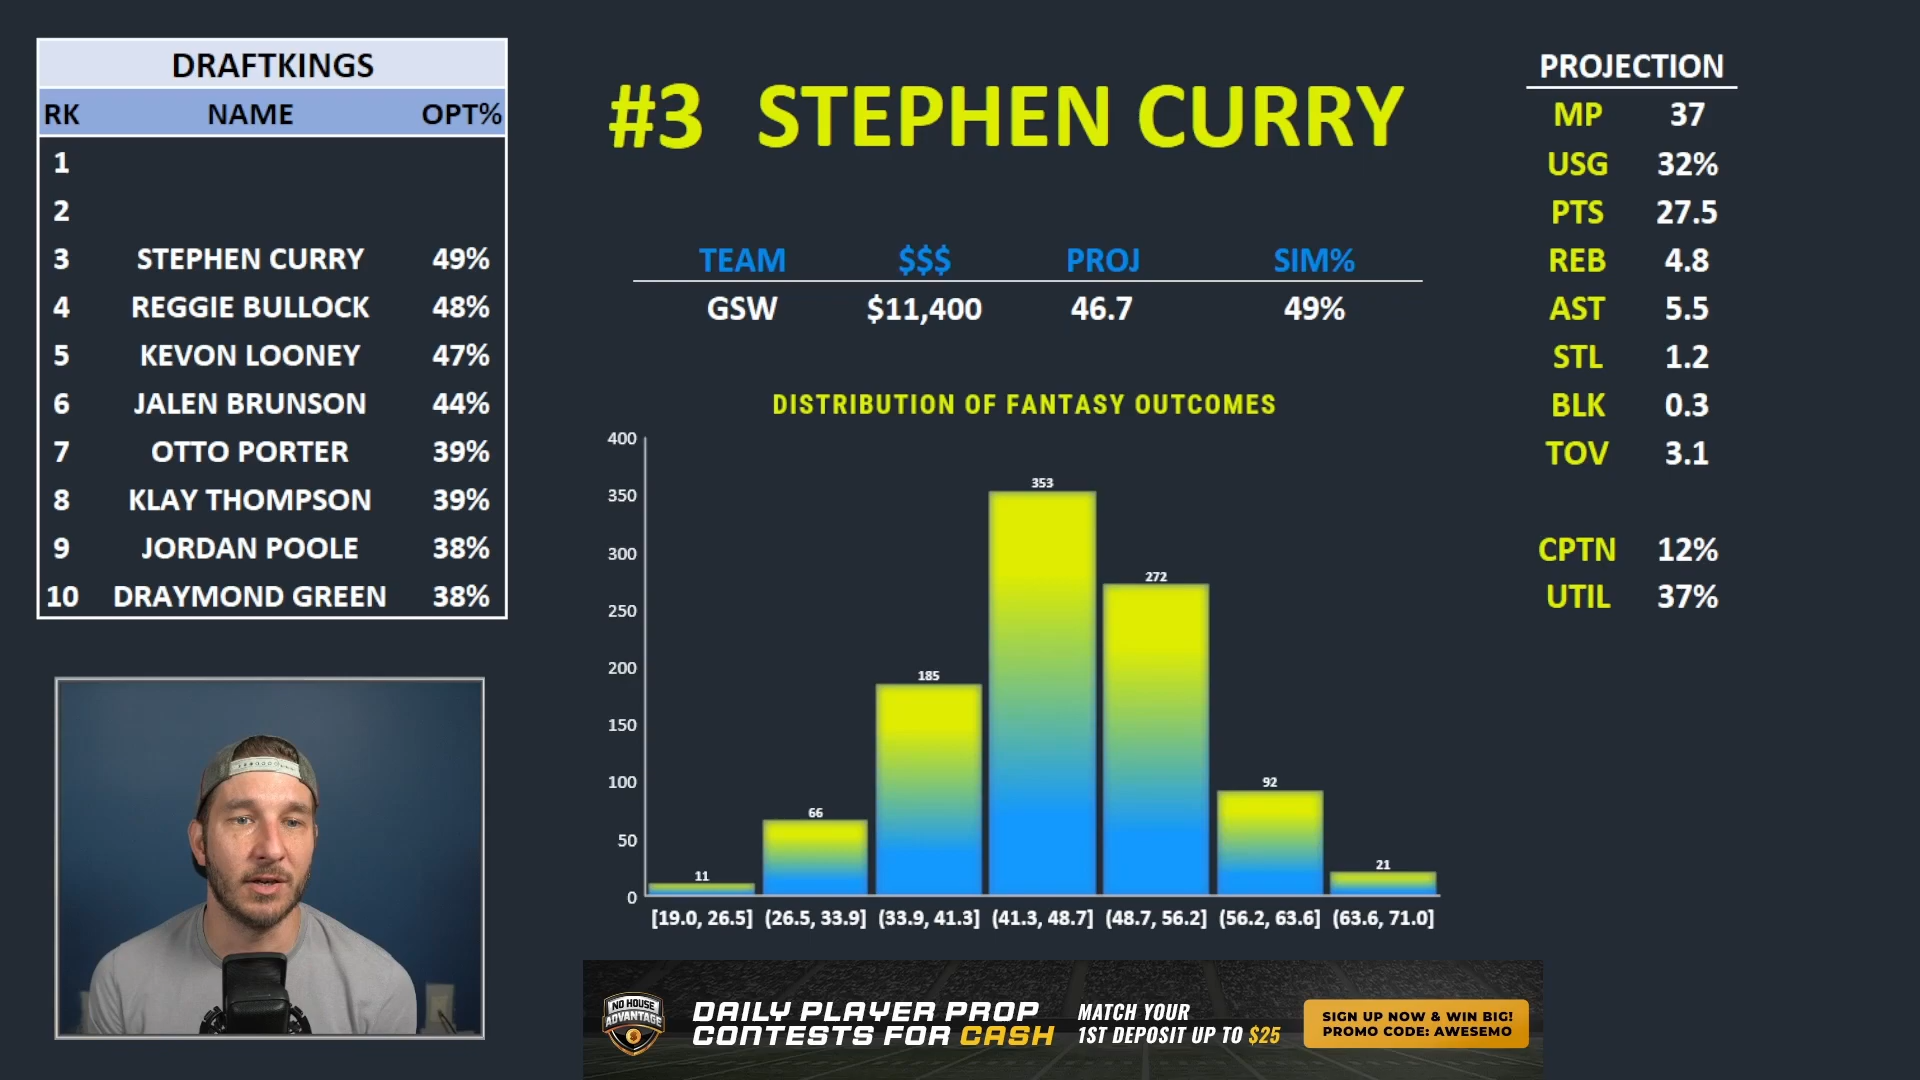 DRAFTKINGS
RK NAME OPT%
1
2
3 STEPHEN CURRY 49%
4 REGGIE BULLOCK 48%
5 KEVON LOONEY 47%
6 JALEN BRUNSON 44%
7 OTTO PORTER 39%
8 KLAY THOMPSON 39%
9 JORDAN POOLE 38%
10 DRAYMOND GREEN 38%
#3 STEPHEN CURRY
TEAM $$$ PROJ SIM%
GSW $11,400 46.7 49%
DISTRIBUTION OF FANTASY OUTCOMES
400
350
300
250
200
150
100
50
0
11 66 185 353 272 92 21
[19.0, 26.5] (26.5, 33.9] (33.9, 41.3] (41.3, 48.7] (48.7, 56.2] (56.2, 63.6] (63.6, 71.0]
PROJECTION
MP 37
USG 32%
PTS 27.5
REB 4.8
AST 5.5
STL 1.2
BLK 0.3
TOV 3.1
CPTN 12%
UTIL 37%
NO HOUSE
ADVANTAGE
DAILY PLAYER PROP
CONTESTS FOR CASH
MATCH YOUR
1ST DEPOSIT UP TO $25
SIGN UP NOW & WIN BIG!
PROMO CODE: AWESEMO